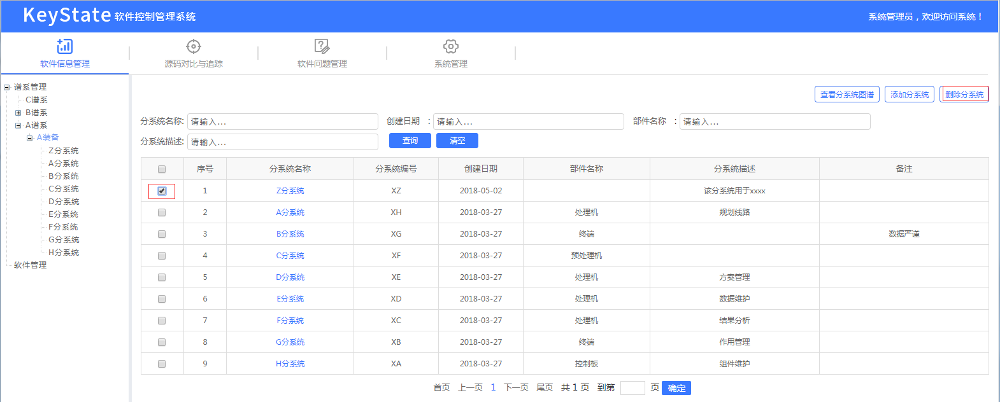 KeyState 软件控制管理系统
系统管理员，欢迎访问系统！
软件信息管理
源码对比与追踪
软件问题管理
系统管理
谱系管理
C谱系
B谱系
A谱系
A装备
Z分系统
A分系统
B分系统
C分系统
D分系统
E分系统
F分系统
G分系统
H分系统
软件管理
查看分系统图谱 添加分系统 删除分系统
分系统名称: 请输入... 创建日期 : 请输入... 部件名称 : 请输入...
分系统描述: 请输入... 查询 清空
序号 分系统名称 分系统编号 创建日期 部件名称 分系统描述 备注
1 Z分系统 XZ 2018-05-02 该分系统用于xxxx
2 A分系统 XH 2018-03-27 处理机 规划线路
3 B分系统 XG 2018-03-27 终端 数据严谨
4 C分系统 XF 2018-03-27 预处理机
5 D分系统 XE 2018-03-27 处理机 方案管理
6 E分系统 XD 2018-03-27 处理机 数据维护
7 F分系统 XC 2018-03-27 处理机 结果分析
8 G分系统 XB 2018-03-27 终端 作用管理
9 H分系统 XA 2018-03-27 控制板 组件维护
首页 上一页 1 下一页 尾页 共 1 页 到第 页 确定